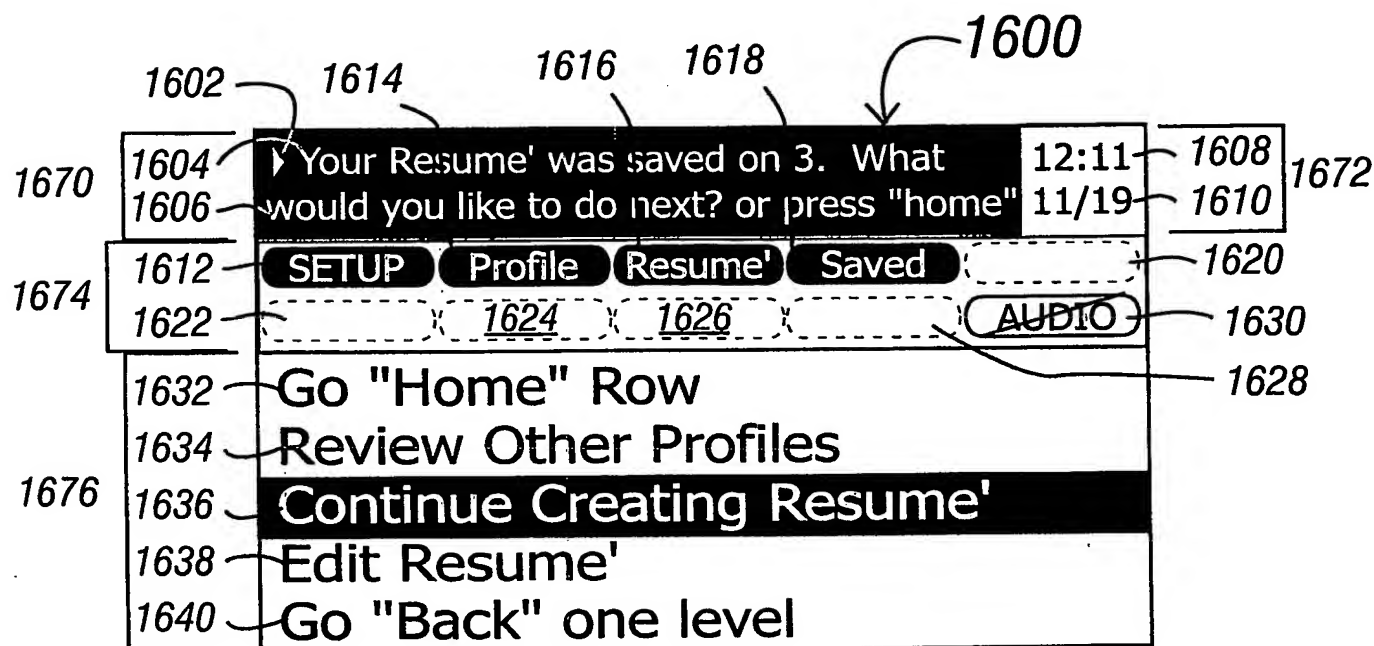 1600
1602 1614 1616 1618
1670 1604 Your Resume' was saved on 3. What 12:11 1608 1672
1606 would you like to do next? or press "home" 11/19 1610
1674 1612 SETUP Profile Resume' Saved 1620
1622 1624 1626 AUDIO 1630
1628
1632 Go "Home" Row
1634 Review Other Profiles
1676 1636 Continue Creating Resume'
1638 Edit Resume'
1640 Go "Back" one level